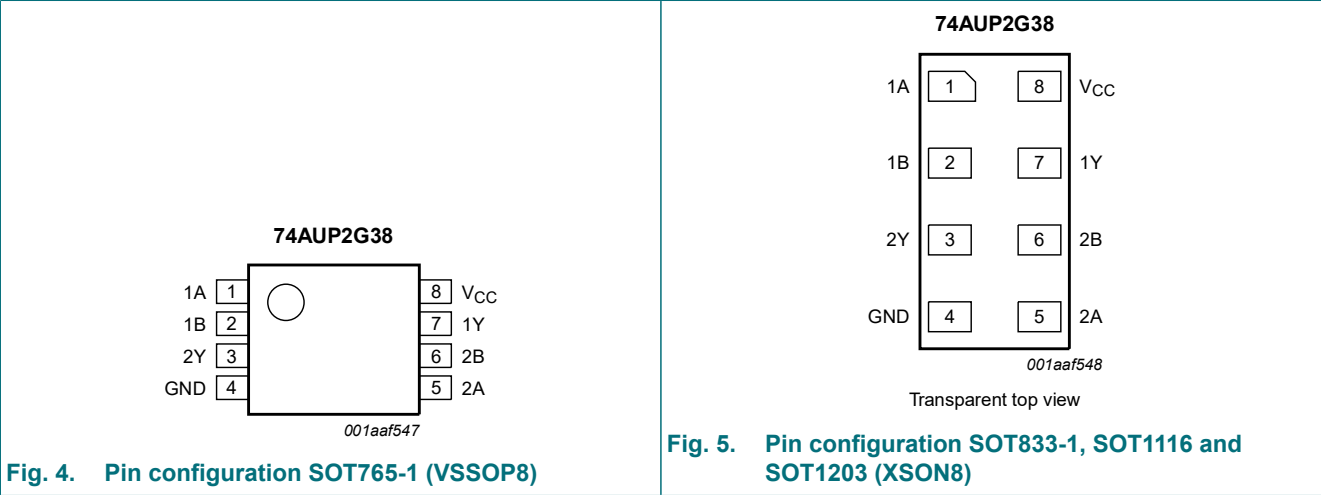 74AUP2G38
1A 1 8 VCC
1B 2 7 1Y
2Y 3 6 2B
GND 4 5 2A
001aaf547
Fig. 4. Pin configuration SOT765-1 (VSSOP8)
74AUP2G38
1A 1 8 VCC
1B 2 7 1Y
2Y 3 6 2B
GND 4 5 2A
001aaf548
Transparent top view
Fig. 5. Pin configuration SOT833-1, SOT1116 and
SOT1203 (XSON8)